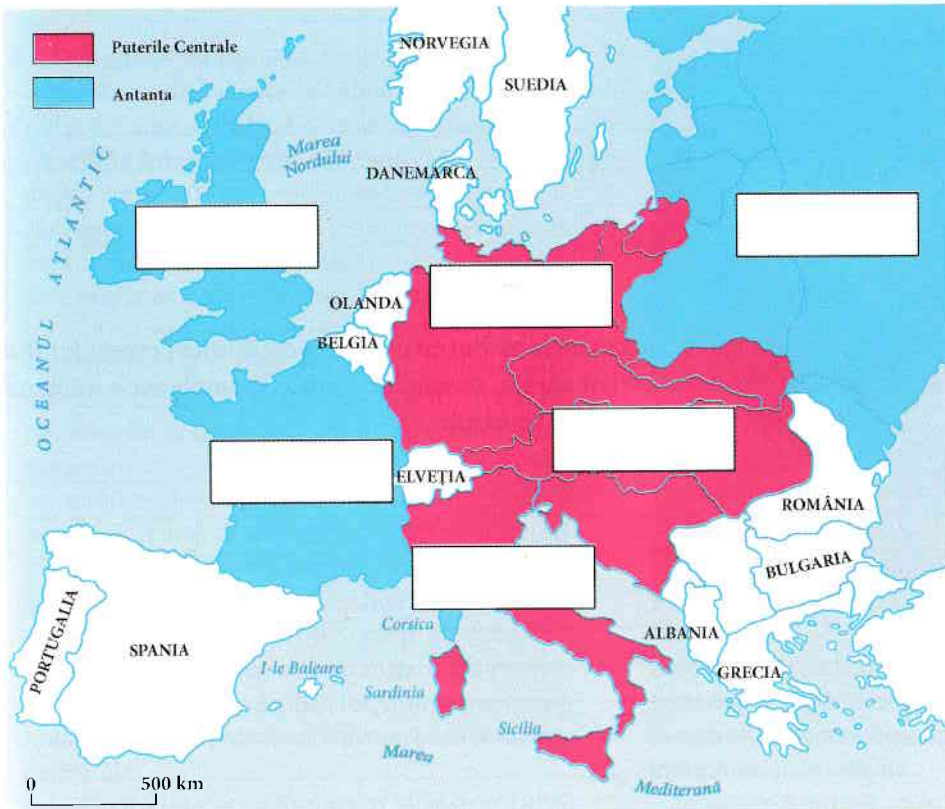 Puterile Centrale
Antanta
NORVEGIA
SUEDIA
Marea
Nordului
DANEMARCA
OCEANUL ATLANTIC
OLANDA
BELGIA
ELVEȚIA
ROMÂNIA
BULGARIA
PORTUGALIA
SPANIA
Corsica
ALBANIA
I-le Baleare
Sardinia
GRECIA
Sicilia
Marea
Mediterană
0 500 km